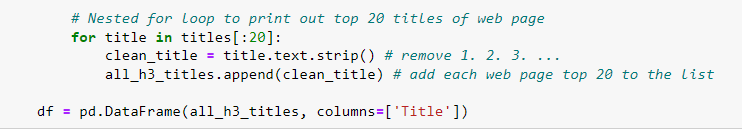 # Nested for Loop to print out top 20 titles of web page
for title in titles[:20]:
clean_title = title.text.strip() # remove 1. 2. 3. ...
all_h3_titles.append(clean_title) # add each web page top 20 to the List
df = pd.DataFrame(all_h3_titles, columns=['Title'])